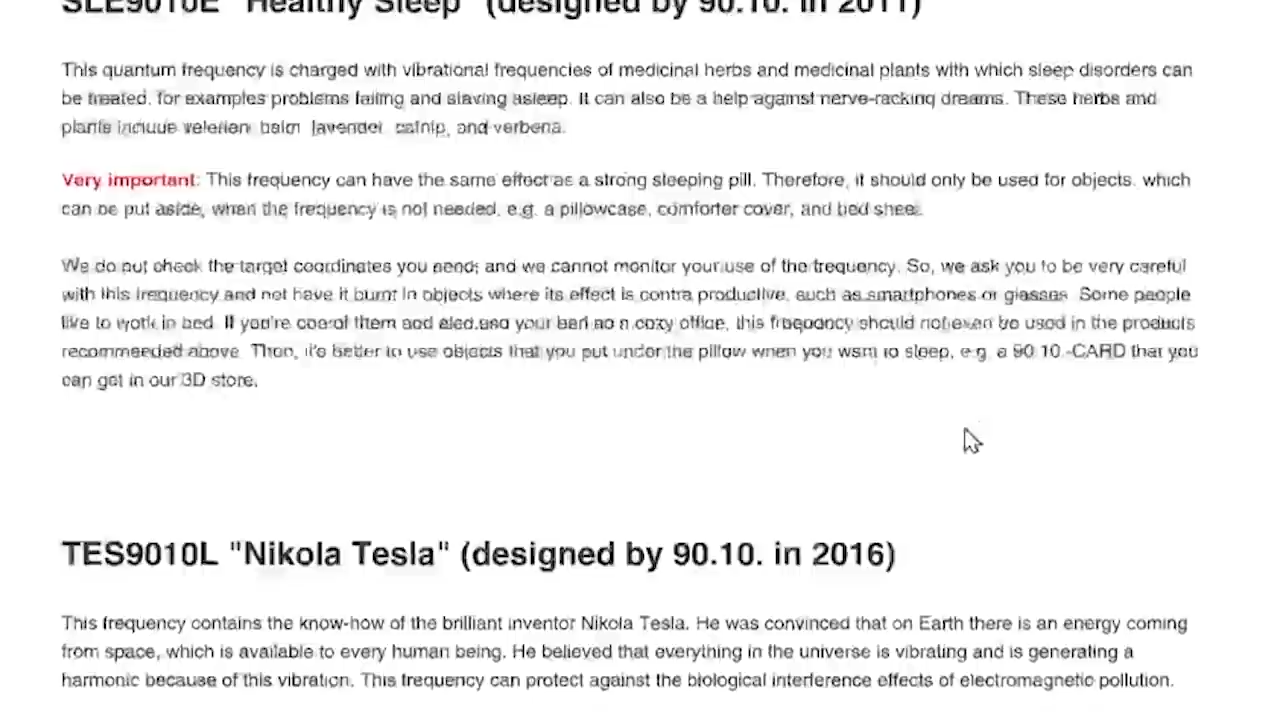 SLE9010E "Healthy Sleep" (designed by 90.10. in 2011)
This quantum frequency is charged with vibrational frequencies of medicinal herbs and medicinal plants with which sleep disorders can
be treated, for examples problems falling and staying asleep. It can also be a help against nerve-racking dreams. These herbs and
plants include valerian, balm, lavender, catnip, and verbena.
Very important: This frequency can have the same effect as a strong sleeping pill. Therefore, it should only be used for objects, which
can be put aside, when the frequency is not needed, e.g. a pillowcase, comforter cover, and bed sheet.
We do not check the target coordinates you send; and we cannot monitor your use of the frequency. So, we ask you to be very careful
with this frequency and not have it burnt in objects where its effect is contra productive, such as smartphones or glasses. Some people
like to work in bed. If you're one of them and also use your bed as a cozy office, this frequency should not even be used in the products
recommended above. Then, it's better to use objects that you put under the pillow when you want to sleep, e.g. a 90.10.-CARD that you
can get in our 3D store.
TES9010L "Nikola Tesla" (designed by 90.10. in 2016)
This frequency contains the know-how of the brilliant inventor Nikola Tesla. He was convinced that on Earth there is an energy coming
from space, which is available to every human being. He believed that everything in the universe is vibrating and is generating a
harmonic because of this vibration. This frequency can protect against the biological interference effects of electromagnetic pollution.